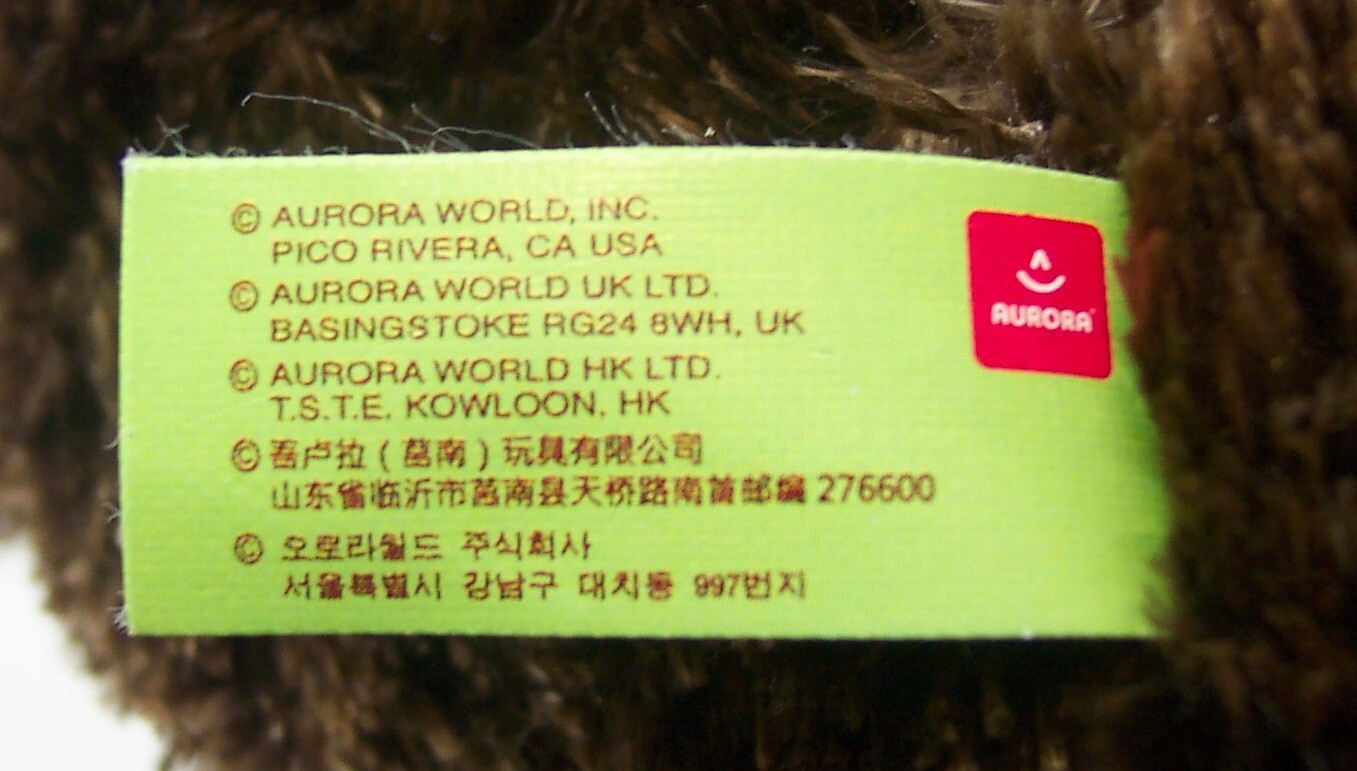 © AURORA WORLD, INC.
PICO RIVERA, CA USA
© AURORA WORLD UK LTD.
BASINGSTOKE RG24 8WH, UK
© AURORA WORLD HK LTD.
T.S.T.E. KOWLOON, HK
© 吾卢拉 ( 莒南 ) 玩具有限公司
山东省临沂市莒南县天桥路南首邮编 276600
© 오로라월드 주식회사
서울특별시 강남구 대치동 997번지
AURORA